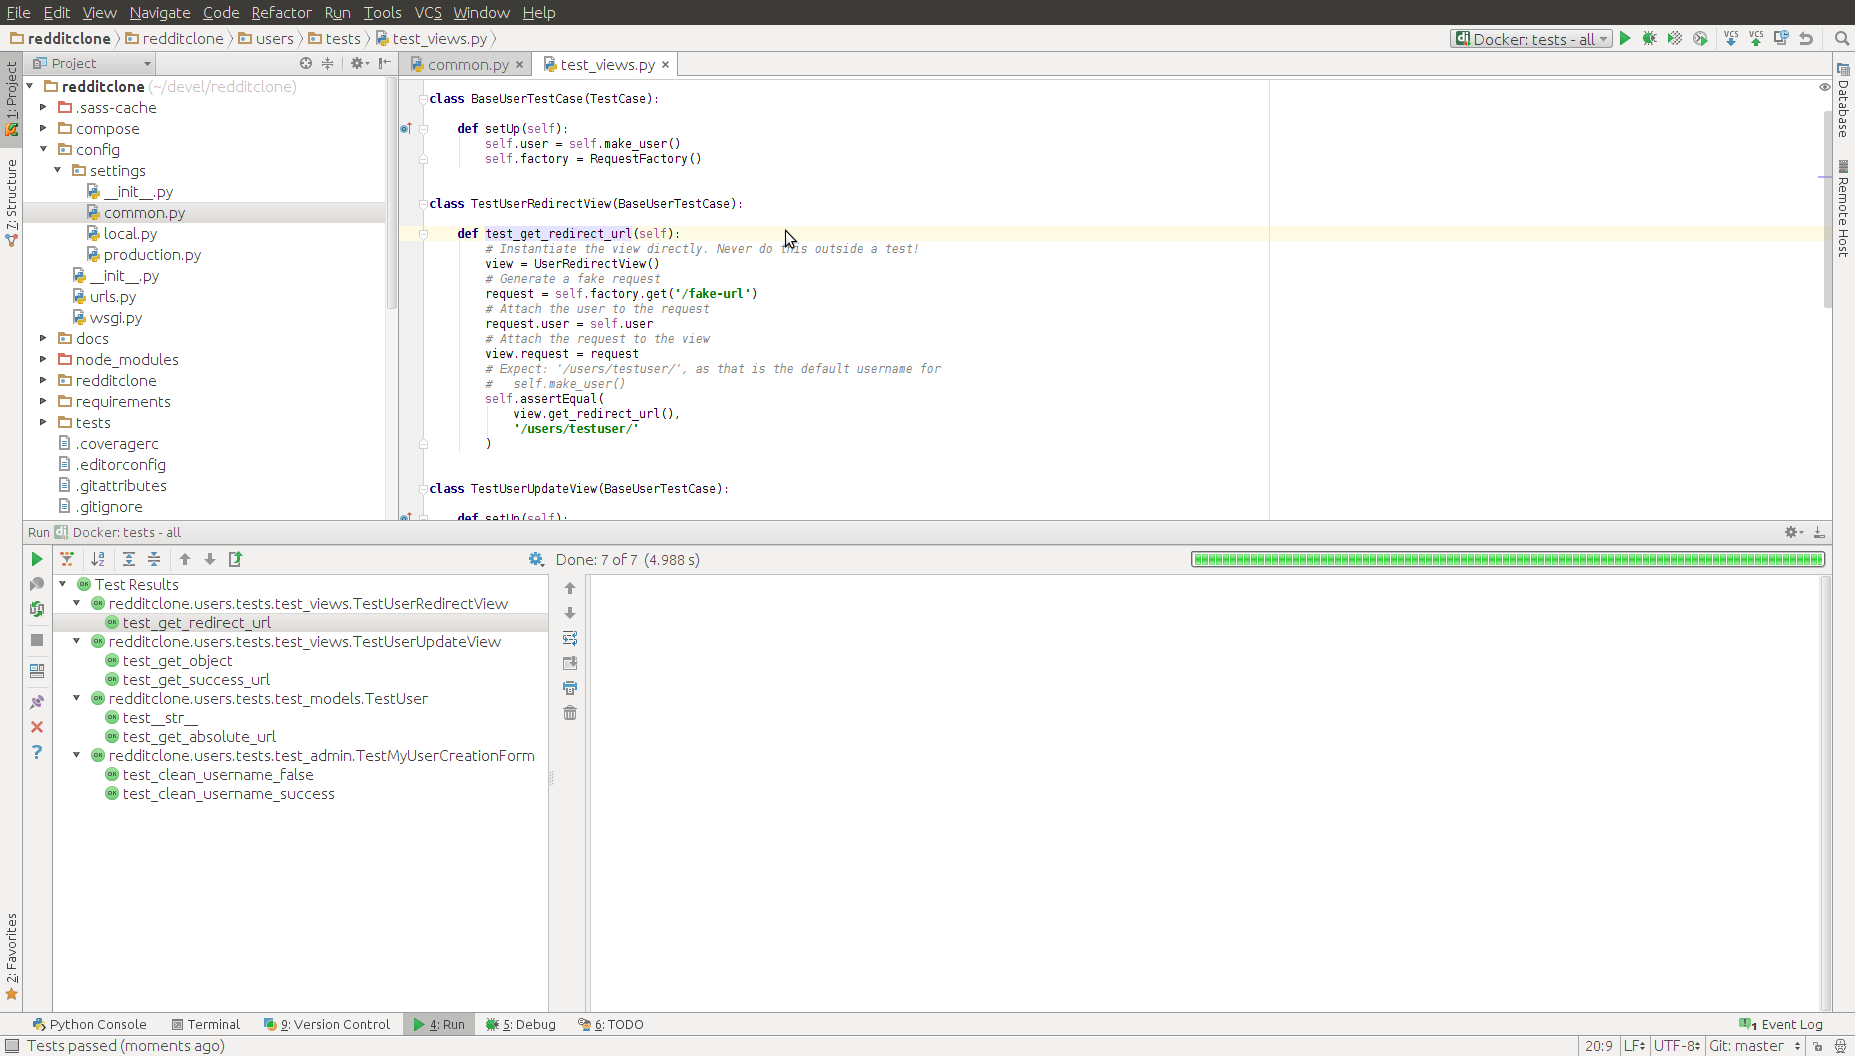 File Edit View Navigate Code Refactor Run Tools VCS Window Help
redditclone redditclone users tests test_views.py
Docker: tests - all
VCS VCS
1: Project
Z: Structure
2: Favorites
Project
redditclone (~/devel/redditclone)
.sass-cache
compose
config
settings
__init__.py
common.py
local.py
production.py
__init__.py
urls.py
wsgi.py
docs
node_modules
redditclone
requirements
tests
.coveragerc
.editorconfig
.gitattributes
.gitignore
common.py test_views.py
class BaseUserTestCase(TestCase):
def setUp(self):
self.user = self.make_user()
self.factory = RequestFactory()
class TestUserRedirectView(BaseUserTestCase):
def test_get_redirect_url(self):
# Instantiate the view directly. Never do this outside a test!
view = UserRedirectView()
# Generate a fake request
request = self.factory.get('/fake-url')
# Attach the user to the request
request.user = self.user
# Attach the request to the view
view.request = request
# Expect: '/users/testuser/', as that is the default username for
#   self.make_user()
self.assertEqual(
view.get_redirect_url(),
'/users/testuser/'
)
class TestUserUpdateView(BaseUserTestCase):
def setUp(self):
Database
Remote Host
Run Docker: tests - all
Done: 7 of 7 (4.988 s)
Test Results
redditclone.users.tests.test_views.TestUserRedirectView
test_get_redirect_url
redditclone.users.tests.test_views.TestUserUpdateView
test_get_object
test_get_success_url
redditclone.users.tests.test_models.TestUser
test__str__
test_get_absolute_url
redditclone.users.tests.test_admin.TestMyUserCreationForm
test_clean_username_false
test_clean_username_success
Python Console Terminal 9: Version Control 4: Run 5: Debug 6: TODO 1 Event Log
Tests passed (moments ago) 20:9 LF UTF-8 Git: master